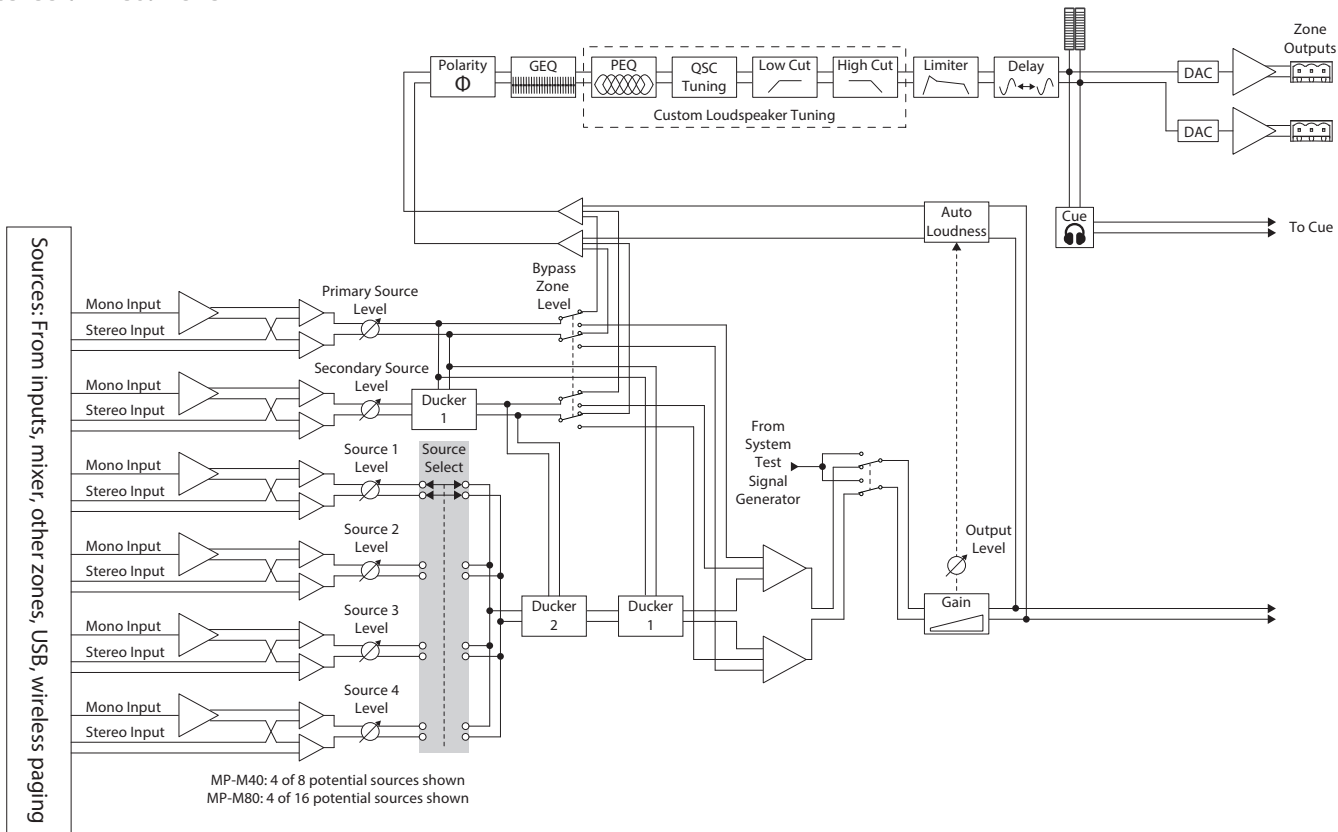 Zone
Outputs
Polarity
Φ
GEQ
PEQ
QSC
Tuning
Low Cut
High Cut
Limiter
Delay
DAC
Custom Loudspeaker Tuning
DAC
Auto
Loudness
Cue
To Cue
Sources: From inputs, mixer, other zones, USB, wireless paging
Bypass
Zone
Level
Mono Input
Stereo Input
Primary Source
Level
Mono Input
Stereo Input
Secondary Source
Level
Ducker
1
Mono Input
Stereo Input
Source 1
Level
Source
Select
From
System
Test
Signal
Generator
Mono Input
Stereo Input
Source 2
Level
Output
Level
Mono Input
Stereo Input
Source 3
Level
Ducker
2
Ducker
1
Gain
Mono Input
Stereo Input
Source 4
Level
MP-M40: 4 of 8 potential sources shown
MP-M80: 4 of 16 potential sources shown